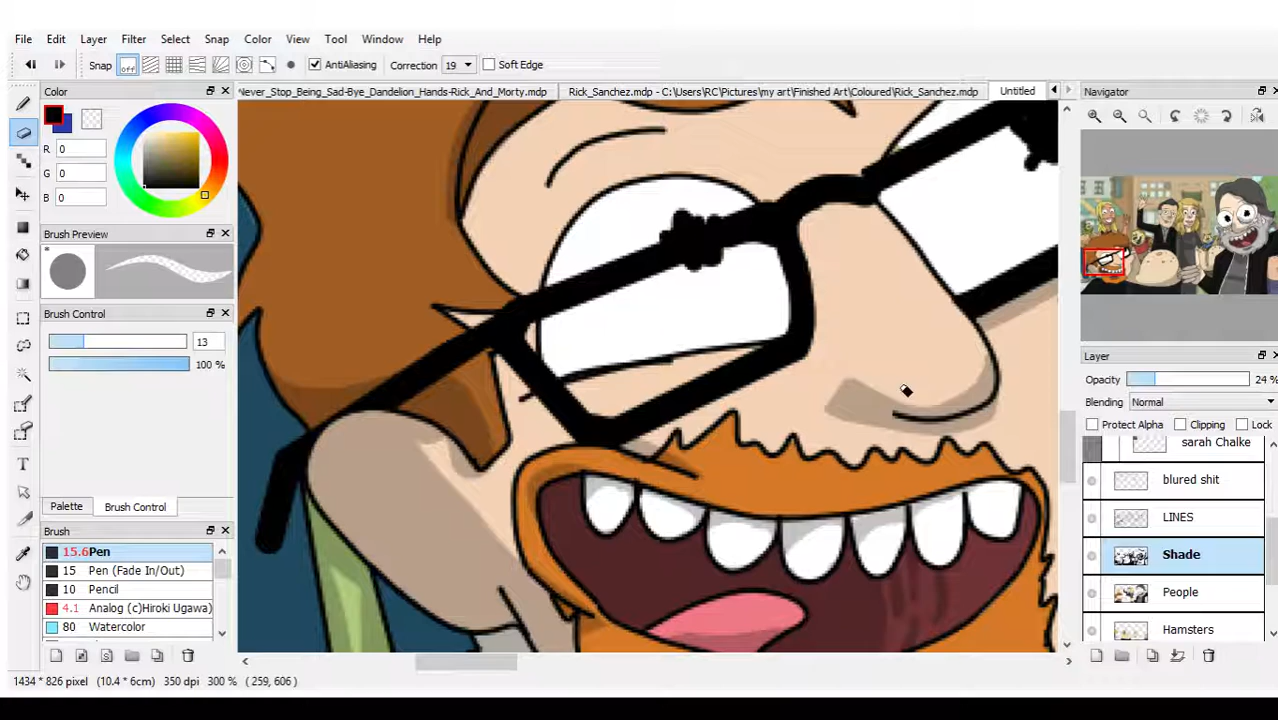 File Edit Layer Filter Select Snap Color View Tool Window Help
Snap off AntiAliasing Correction 19 Soft Edge
Color
Never_Stop_Being_Sad-Bye_Dandelion_Hands-Rick_And_Morty.mdp
Rick_Sanchez.mdp - C:\Users\RC\Pictures\my art\Finished Art\Coloured\Rick_Sanchez.mdp
Untitled
Navigator
R 0
G 0
B 0
Brush Preview
*
Brush Control
13
100 %
Palette Brush Control
Brush
15.6 Pen
15 Pen (Fade In/Out)
10 Pencil
4.1 Analog (c)Hiroki Ugawa)
80 Watercolor
Layer
Opacity 24 %
Blending Normal
Protect Alpha Clipping Lock
sarah Chalke
blured shit
LINES
Shade
People
Hamsters
1434 * 826 pixel (10.4 * 6cm) 350 dpi 300 % ( 259, 606 )